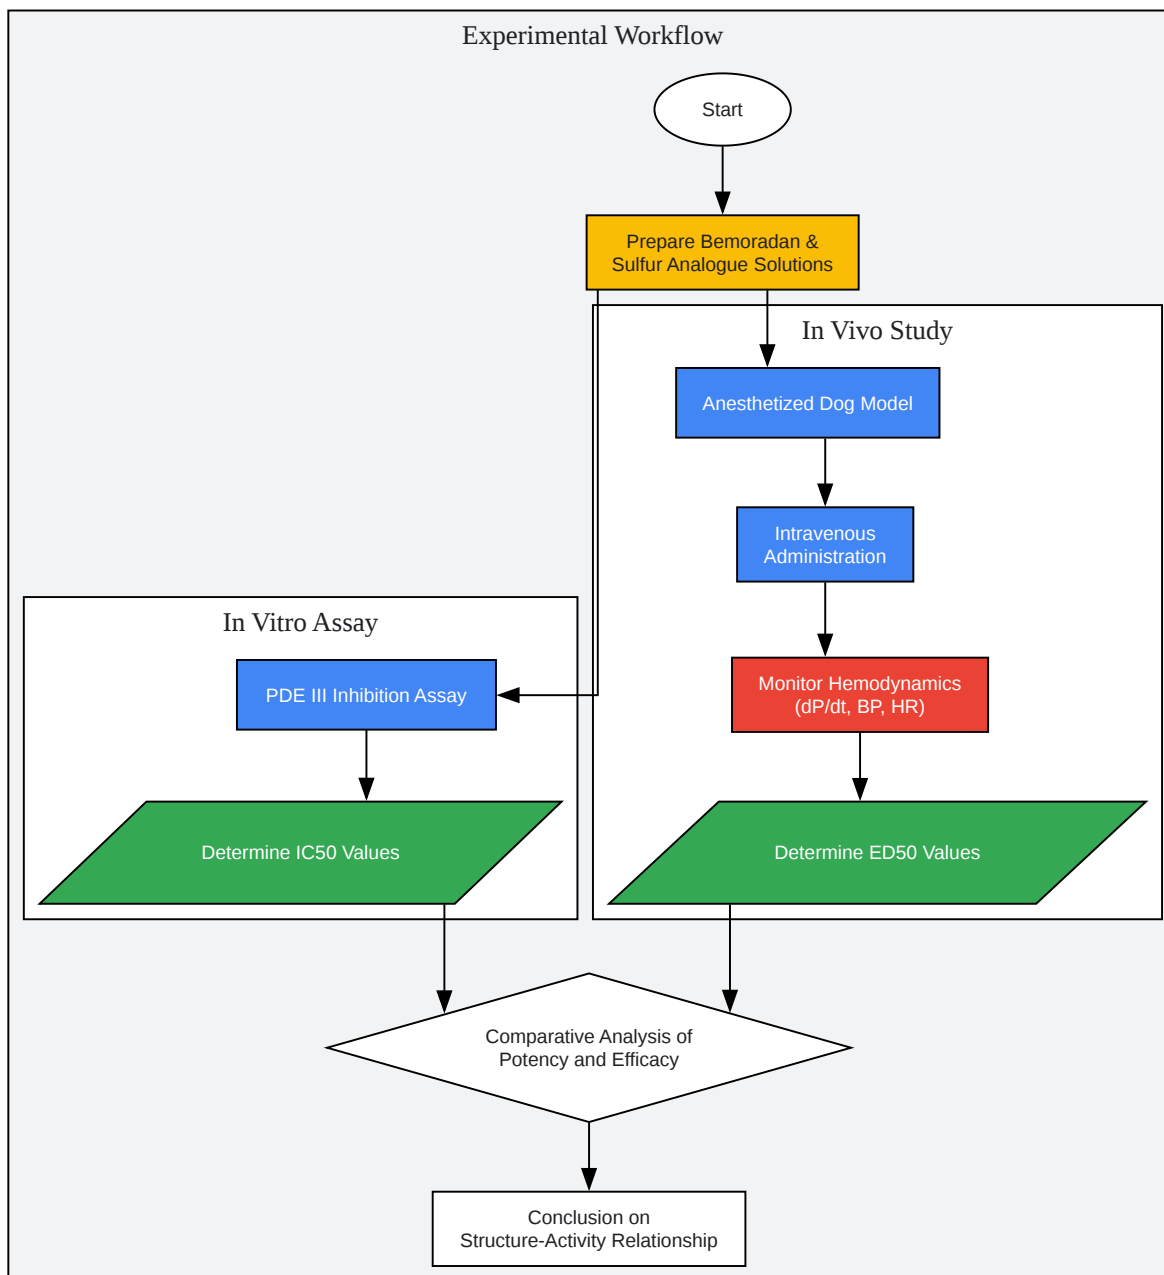 Experimental Workflow
Start
Prepare Bemoradan &
Sulfur Analogue Solutions
In Vivo Study
Anesthetized Dog Model
Intravenous
Administration
Monitor Hemodynamics
(dP/dt, BP, HR)
Determine ED50 Values
In Vitro Assay
PDE III Inhibition Assay
Determine IC50 Values
Comparative Analysis of
Potency and Efficacy
Conclusion on
Structure-Activity Relationship